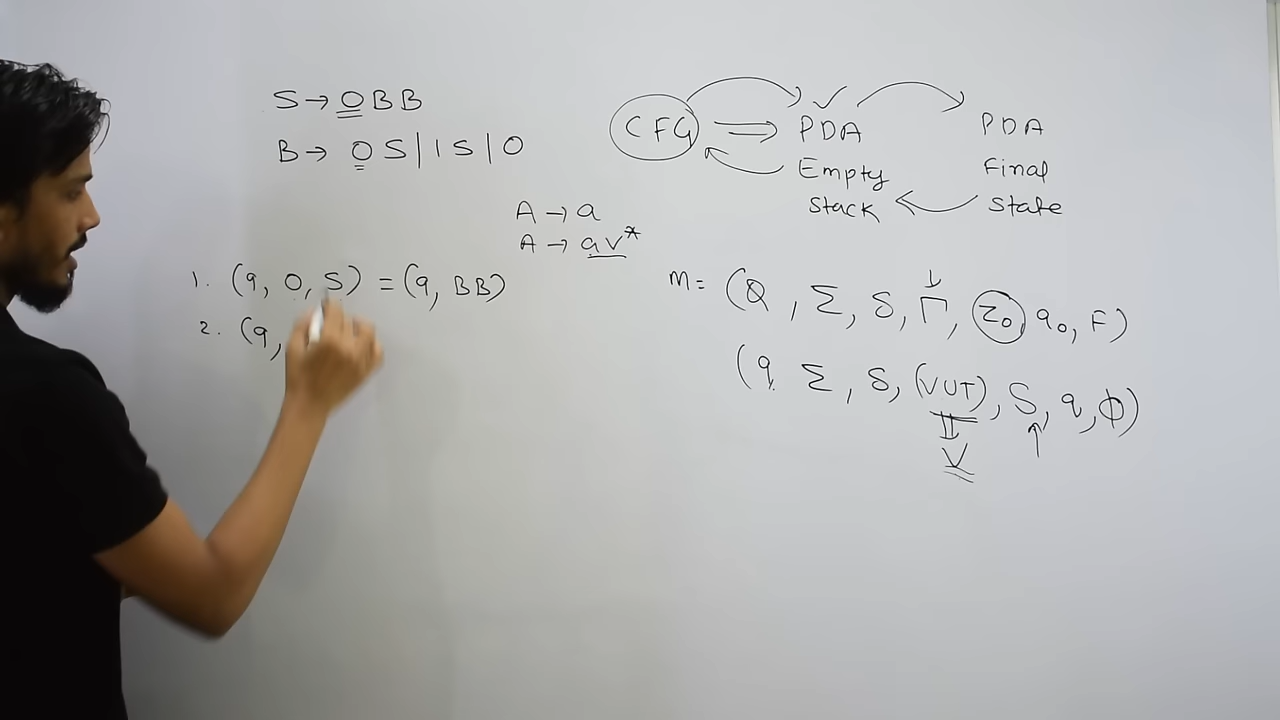 S → 0BB
B → 0S|1S|0
A → a
A → av*
1. (q, 0, S) = (q, BB)
2. (q,
CFG ⇒ PDA PDA
Empty Final
Stack State
M = (Q, Σ, δ, Γ, z₀ q₀, F)
(q Σ, δ, (VUT), S, q, ϕ)
V